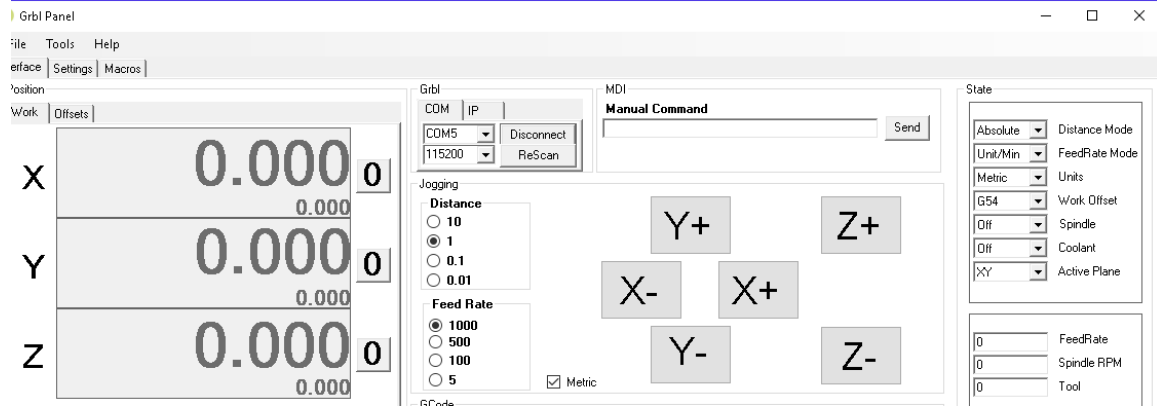 Grbl Panel
File Tools Help
erface Settings Macros
Position
Work Offsets
X 0.000 0
0.000
Y 0.000 0
0.000
Z 0.000 0
0.000
Grbl
COM IP
COM5 Disconnect
115200 ReScan
MDI
Manual Command
Send
Jogging
Distance
10
1
0.1
0.01
Feed Rate
1000
500
100
5
Metric
Y+
Z+
X- X+
Y-
Z-
GCode
State
Absolute Distance Mode
Unit/Min FeedRate Mode
Metric Units
G54 Work Offset
Off Spindle
Off Coolant
XY Active Plane
0 FeedRate
0 Spindle RPM
0 Tool